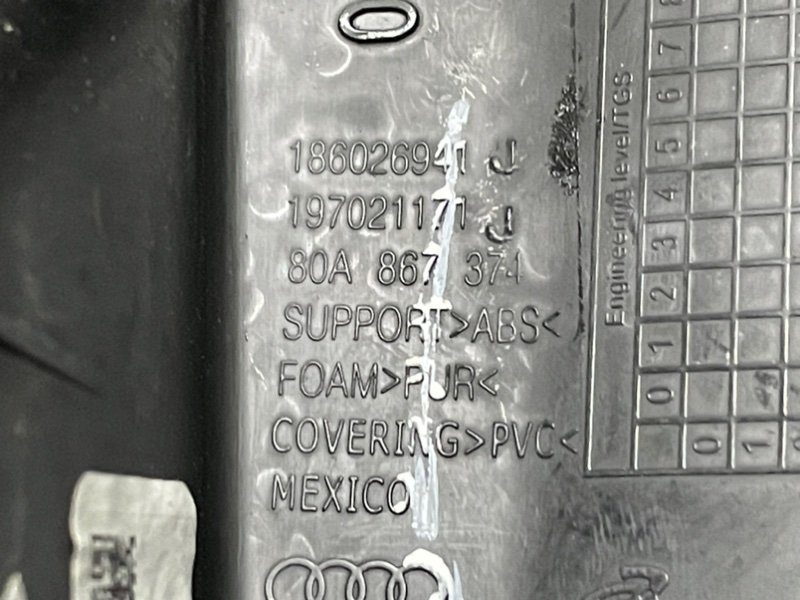 186026941 J
197021171 J
80A 867 374
SUPPORT>ABS<
FOAM>PUR<
COVERING>PVC<
MEXICO
Engineering level/TGS
0 1 2 3 4 5 6 7 8
0 1